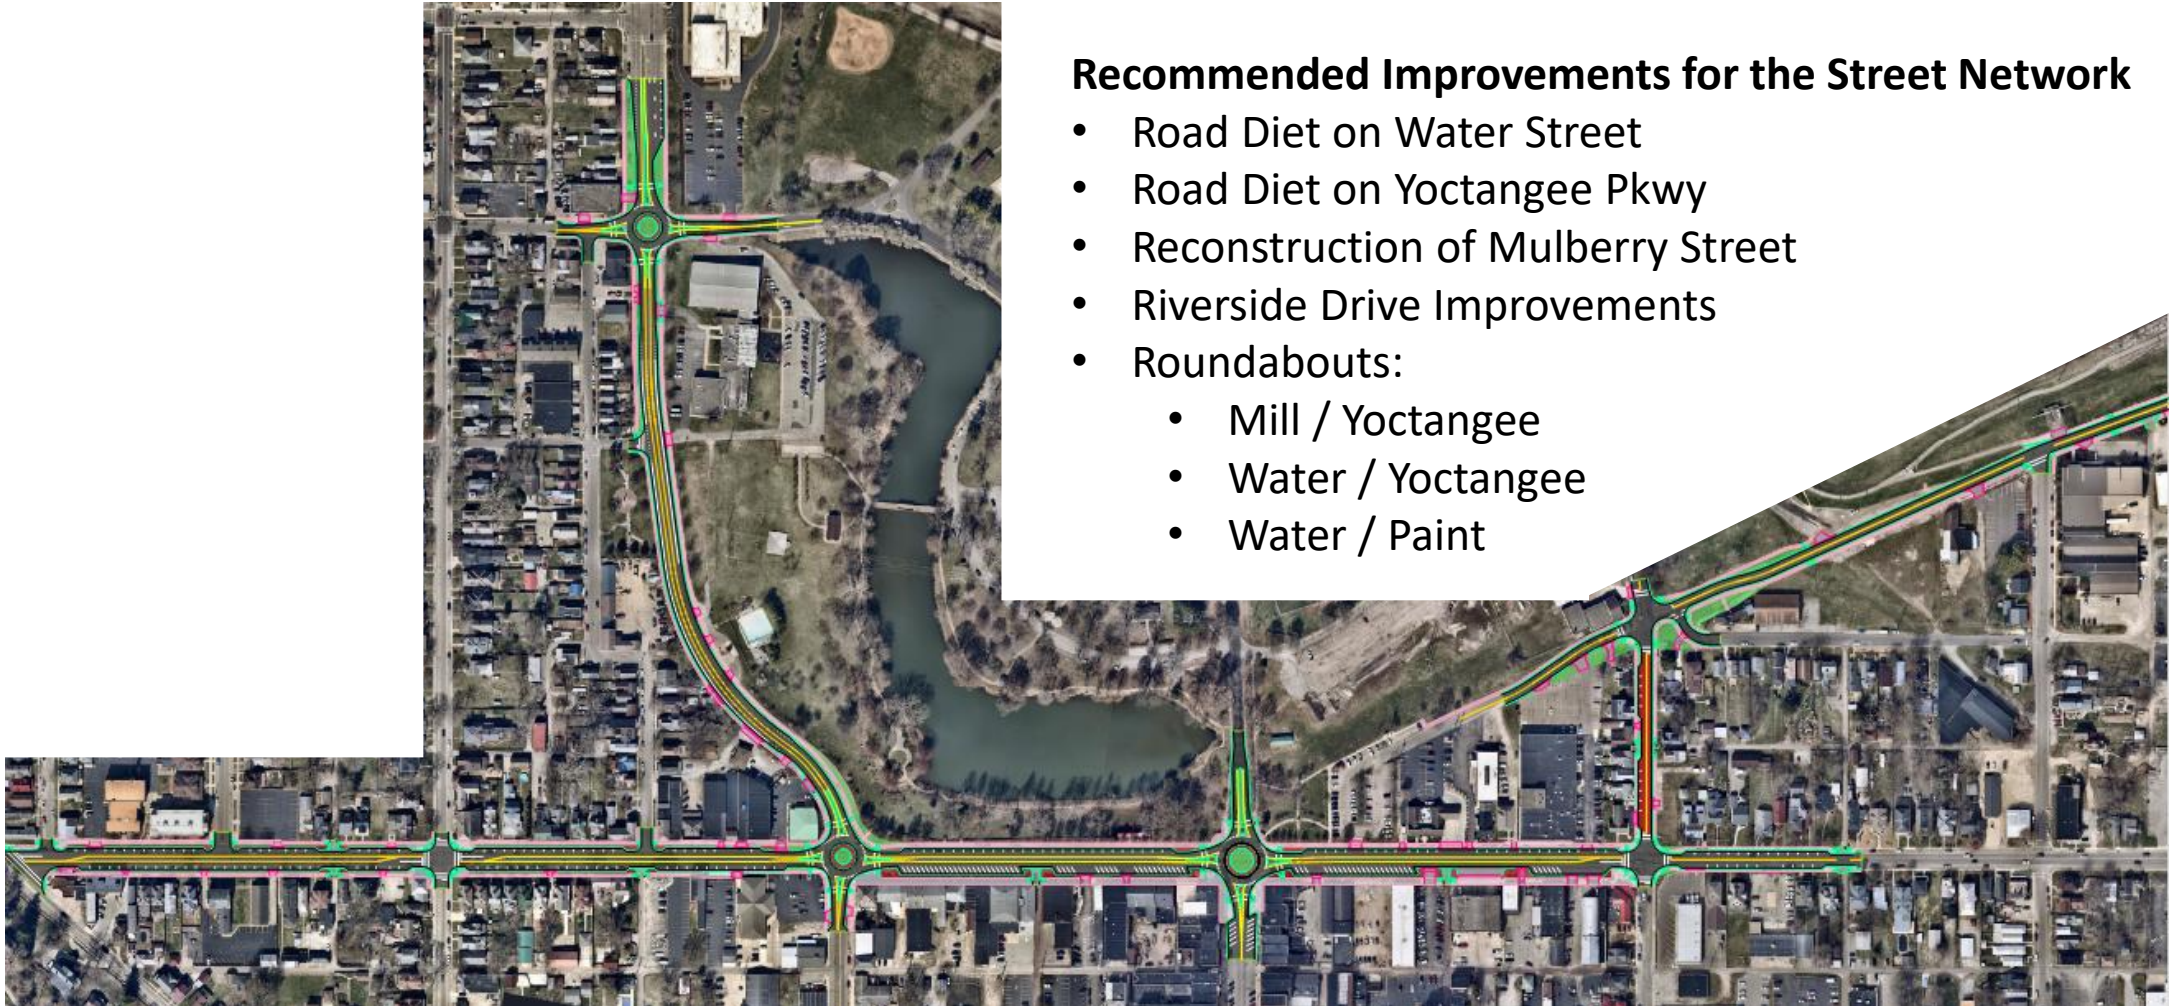 Recommended Improvements for the Street Network
• Road Diet on Water Street
• Road Diet on Yoctangee Pkwy
• Reconstruction of Mulberry Street
• Riverside Drive Improvements
• Roundabouts:
• Mill / Yoctangee
• Water / Yoctangee
• Water / Paint